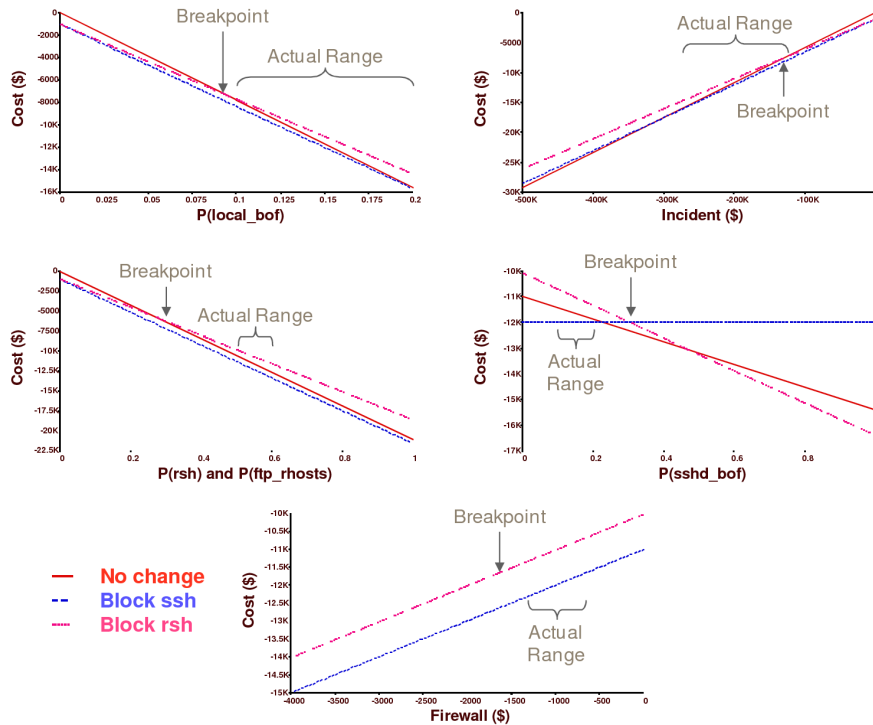 Breakpoint
Actual Range
Cost ($)
0
-2000
-4000
-6000
-8000
-10K
-12K
-14K
-16K
0
0.025
0.05
0.075
0.1
0.125
0.15
0.175
0.2
P(local_bof)
Actual Range
Breakpoint
Cost ($)
0
-5000
-10K
-15K
-20K
-25K
-30K
-500K
-400K
-300K
-200K
-100K
Incident ($)
Breakpoint
Actual Range
Cost ($)
0
-2500
-5000
-7500
-10K
-12.5K
-15K
-17.5K
-20K
-22.5K
0
0.2
0.4
0.6
0.8
1
P(rsh) and P(ftp_rhosts)
Breakpoint
Actual
Range
Cost ($)
-10K
-11K
-12K
-13K
-14K
-15K
-16K
-17K
0
0.2
0.4
0.6
0.8
P(sshd_bof)
Breakpoint
Actual
Range
Cost ($)
-10K
-10.5K
-11K
-11.5K
-12K
-12.5K
-13K
-13.5K
-14K
-14.5K
-15K
-4000
-3500
-3000
-2500
-2000
-1500
-1000
-500
0
Firewall ($)
No change
Block ssh
Block rsh